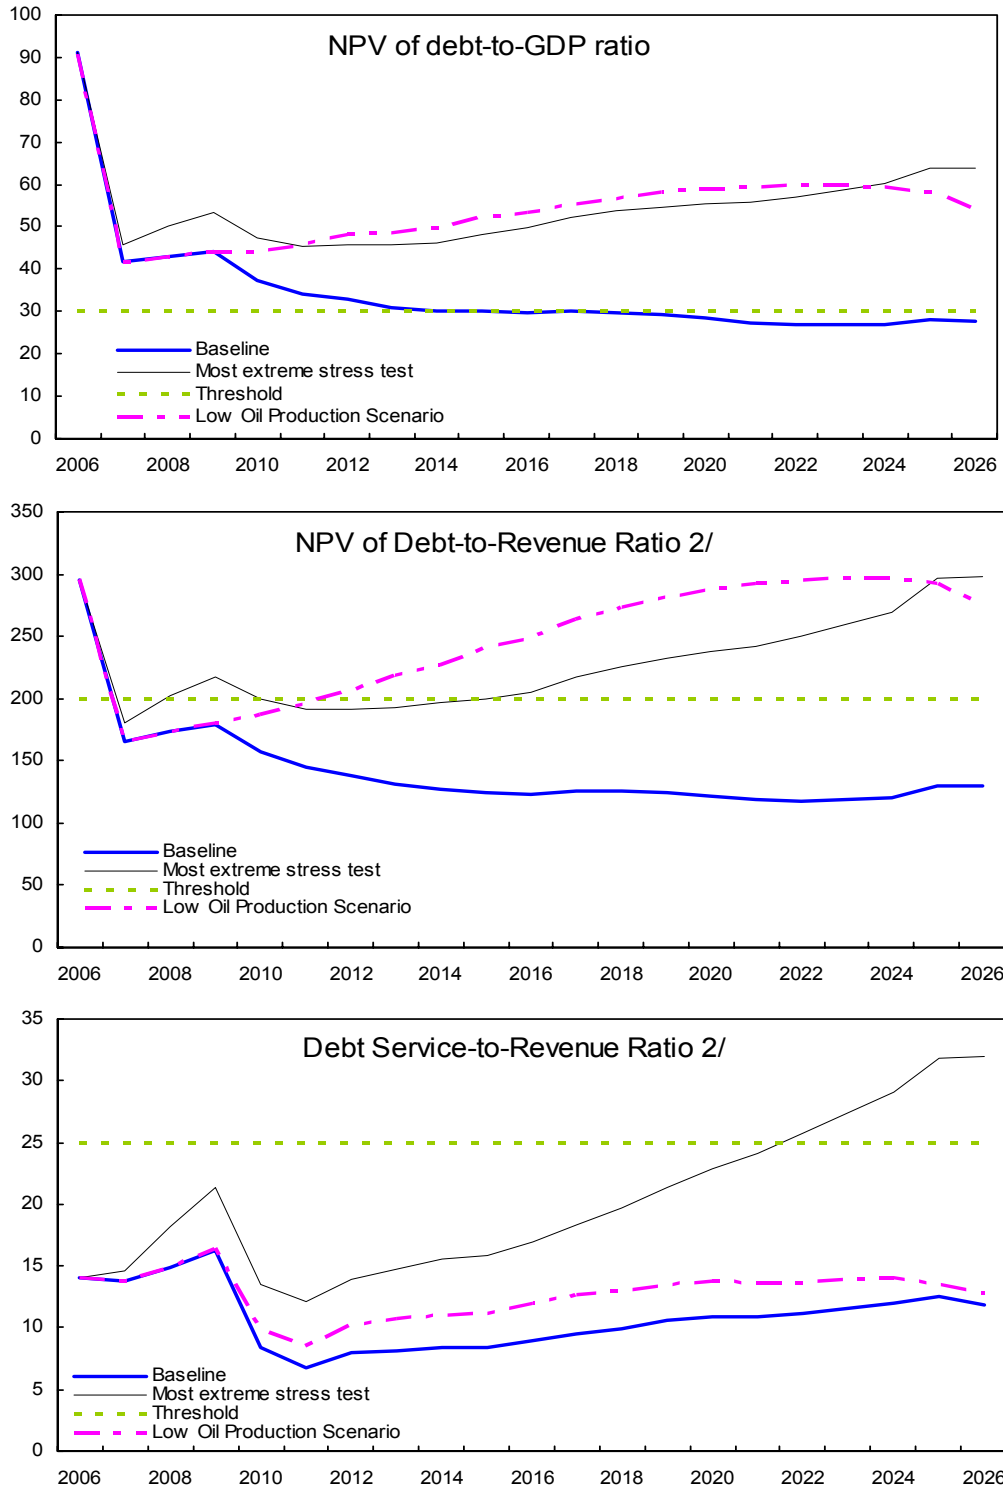 NPV of debt-to-GDP ratio
100
90
80
70
60
50
40
30
20
10
0
Baseline
Most extreme stress test
Threshold
Low Oil Production Scenario
2006 2008 2010 2012 2014 2016 2018 2020 2022 2024 2026
NPV of Debt-to-Revenue Ratio 2/
350
300
250
200
150
100
50
0
Baseline
Most extreme stress test
Threshold
Low Oil Production Scenario
2006 2008 2010 2012 2014 2016 2018 2020 2022 2024 2026
Debt Service-to-Revenue Ratio 2/
35
30
25
20
15
10
5
0
Baseline
Most extreme stress test
Threshold
Low Oil Production Scenario
2006 2008 2010 2012 2014 2016 2018 2020 2022 2024 2026